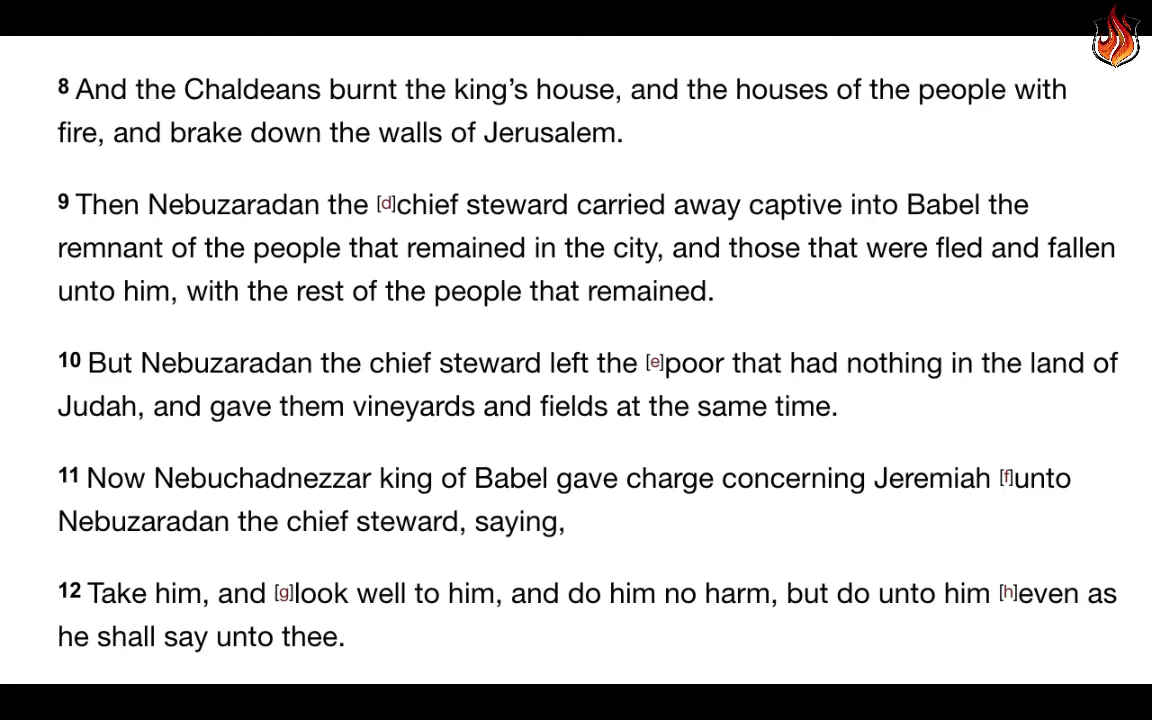 8 And the Chaldeans burnt the king’s house, and the houses of the people with
fire, and brake down the walls of Jerusalem.
9 Then Nebuzaradan the [d]chief steward carried away captive into Babel the
remnant of the people that remained in the city, and those that were fled and fallen
unto him, with the rest of the people that remained.
10 But Nebuzaradan the chief steward left the [e]poor that had nothing in the land of
Judah, and gave them vineyards and fields at the same time.
11 Now Nebuchadnezzar king of Babel gave charge concerning Jeremiah [f]unto
Nebuzaradan the chief steward, saying,
12 Take him, and [g]look well to him, and do him no harm, but do unto him [h]even as
he shall say unto thee.